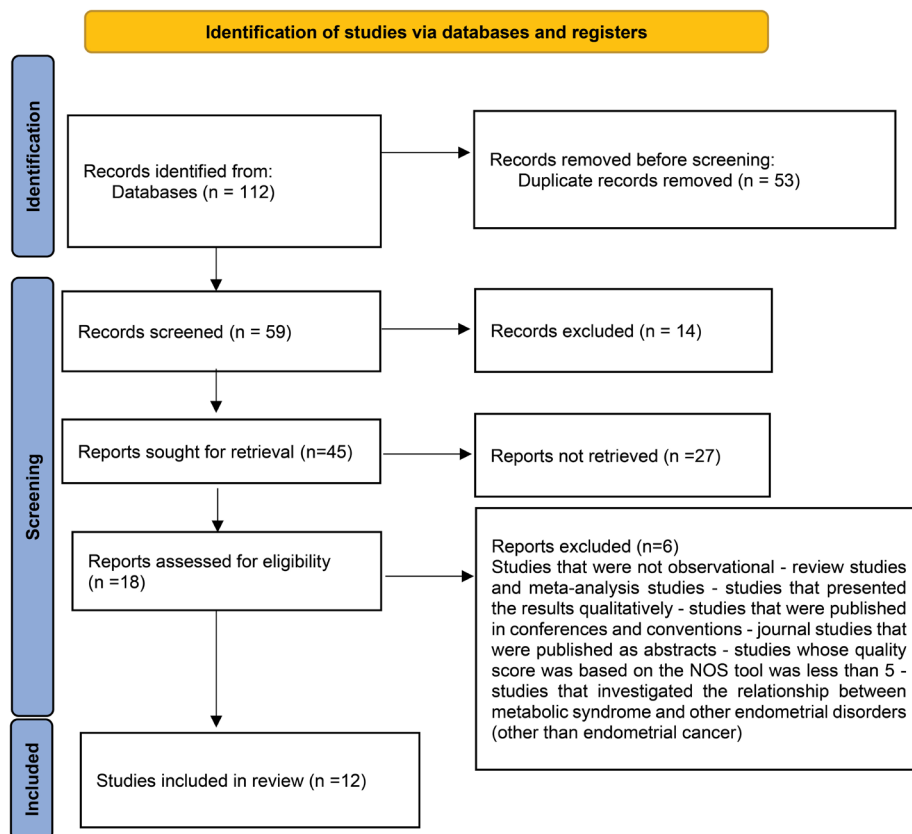 Identification of studies via databases and registers
Identification
Records identified from:
Databases (n = 112)
Records removed before screening:
Duplicate records removed (n = 53)
Screening
Records screened (n = 59)
Records excluded (n = 14)
Reports sought for retrieval (n=45)
Reports not retrieved (n =27)
Reports assessed for eligibility
(n =18)
Reports excluded (n=6)
Studies that were not observational - review studies
and meta-analysis studies - studies that presented
the results qualitatively - studies that were published
in conferences and conventions - journal studies that
were published as abstracts - studies whose quality
score was based on the NOS tool was less than 5 -
studies that investigated the relationship between
metabolic syndrome and other endometrial disorders
(other than endometrial cancer)
Included
Studies included in review (n =12)